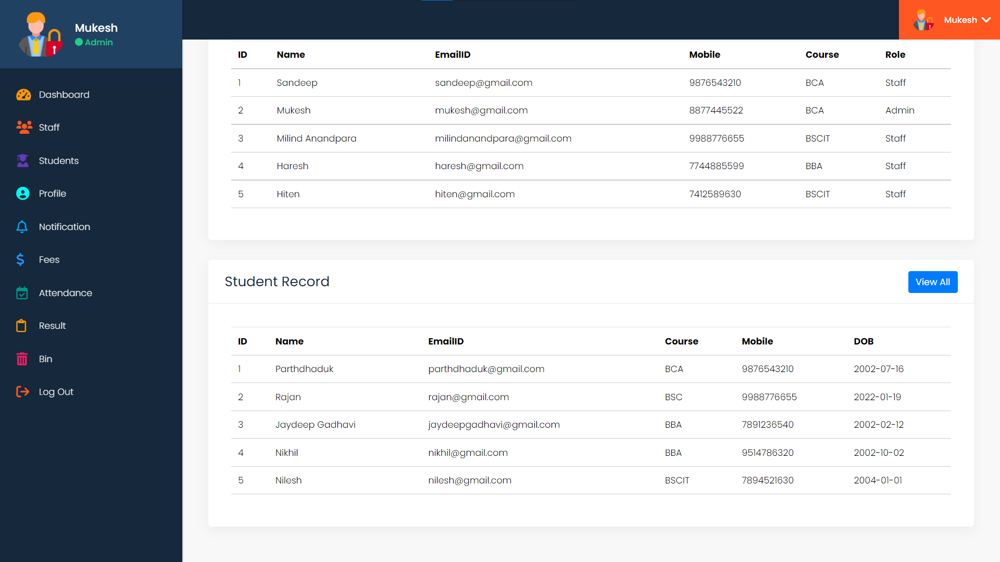 Mukesh
Admin
Dashboard
Staff
Students
Profile
Notification
Fees
Attendance
Result
Bin
Log Out
Mukesh
ID Name EmailID Mobile Course Role
1 Sandeep sandeep@gmail.com 9876543210 BCA Staff
2 Mukesh mukesh@gmail.com 8877445522 BCA Admin
3 Milind Anandpara milindanandpara@gmail.com 9988776655 BSCIT Staff
4 Haresh haresh@gmail.com 7744885599 BBA Staff
5 Hiten hiten@gmail.com 7412589630 BSCIT Staff
Student Record View All
ID Name EmailID Course Mobile DOB
1 Parthdhaduk parthdhaduk@gmail.com BCA 9876543210 2002-07-16
2 Rajan rajan@gmail.com BSC 9988776655 2022-01-19
3 Jaydeep Gadhavi jaydeepgadhavi@gmail.com BBA 7891236540 2002-02-12
4 Nikhil nikhil@gmail.com BBA 9514786320 2002-10-02
5 Nilesh nilesh@gmail.com BSCIT 7894521630 2004-01-01